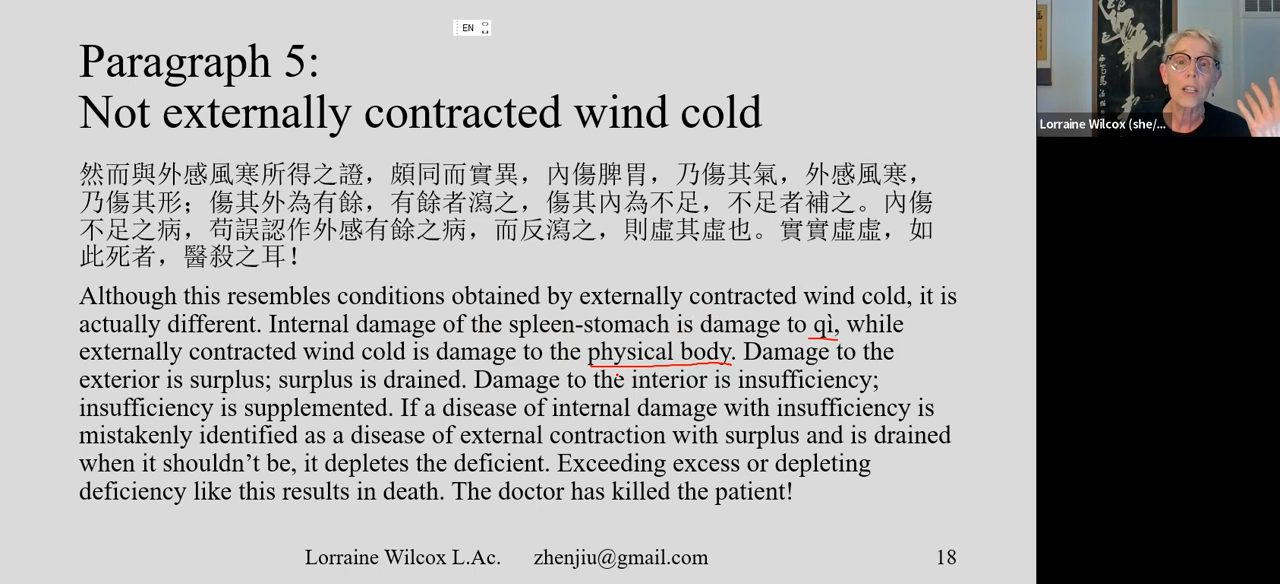 EN
Paragraph 5:
Not externally contracted wind cold
然而與外感風寒所得之證，頗同而實異，內傷脾胃，乃傷其氣，外感風寒，
乃傷其形；傷其外為有餘，有餘者瀉之，傷其內為不足，不足者補之。內傷
不足之病，苟誤認作外感有餘之病，而反瀉之，則虛其虛也。實實虛虛，如
此死者，醫殺之耳！
Although this resembles conditions obtained by externally contracted wind cold, it is
actually different. Internal damage of the spleen-stomach is damage to qì, while
externally contracted wind cold is damage to the physical body. Damage to the
exterior is surplus; surplus is drained. Damage to the interior is insufficiency;
insufficiency is supplemented. If a disease of internal damage with insufficiency is
mistakenly identified as a disease of external contraction with surplus and is drained
when it shouldn’t be, it depletes the deficient. Exceeding excess or depleting
deficiency like this results in death. The doctor has killed the patient!
Lorraine Wilcox L.Ac. zhenjiu@gmail.com 18
Lorraine Wilcox (she/...